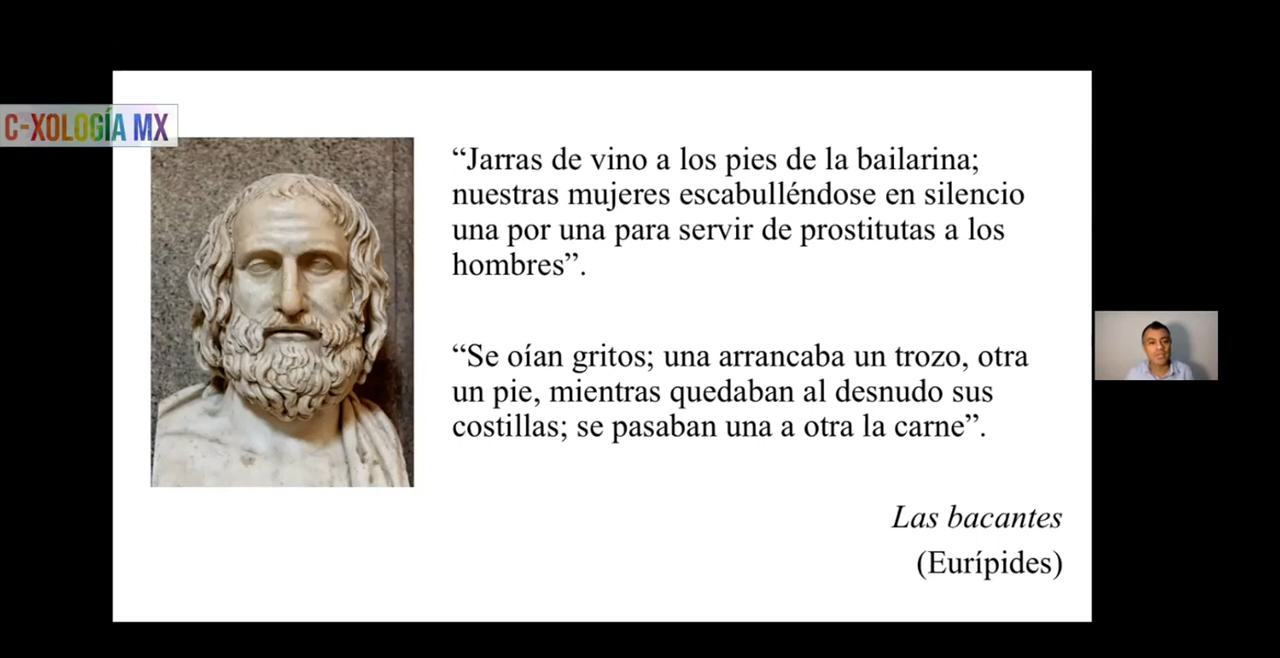 C-XOLOGÍA MX
“Jarras de vino a los pies de la bailarina;
nuestras mujeres escabulléndose en silencio
una por una para servir de prostitutas a los
hombres”.
“Se oían gritos; una arrancaba un trozo, otra
un pie, mientras quedaban al desnudo sus
costillas; se pasaban una a otra la carne”.
Las bacantes
(Eurípides)